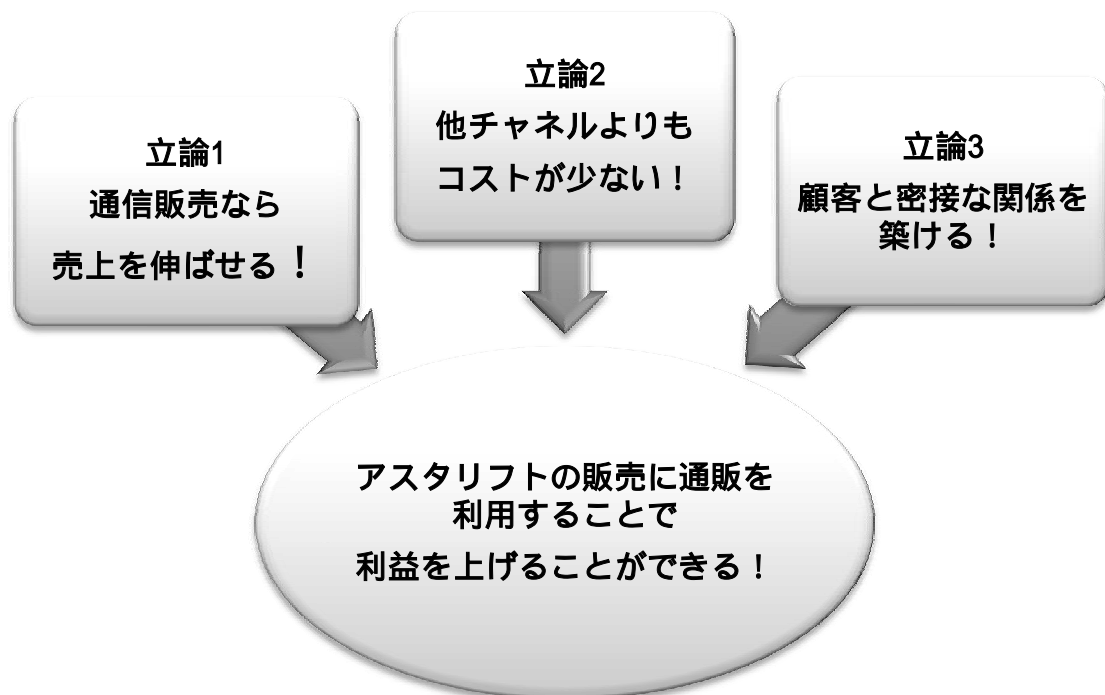 立論1
通信販売なら
売上を伸ばせる!
立論2
他チャネルよりも
コストが少ない!
立論3
顧客と密接な関係を
築ける!
アスタリフトの販売に通販を
利用することで
利益を上げることができる!